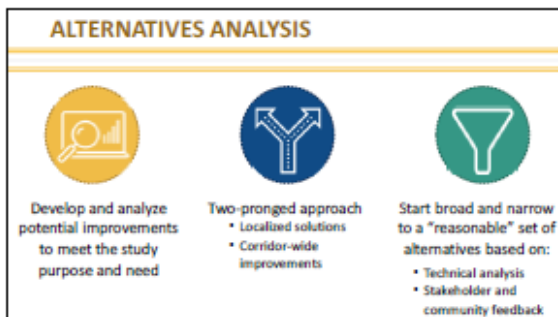 ALTERNATIVES ANALYSIS
Develop and analyze
potential improvements
to meet the study
purpose and need
Two-pronged approach
• Localized solutions
• Corridor-wide
improvements
Start broad and narrow
to a "reasonable" set of
alternatives based on:
• Technical analysis
• Stakeholder and
community feedback